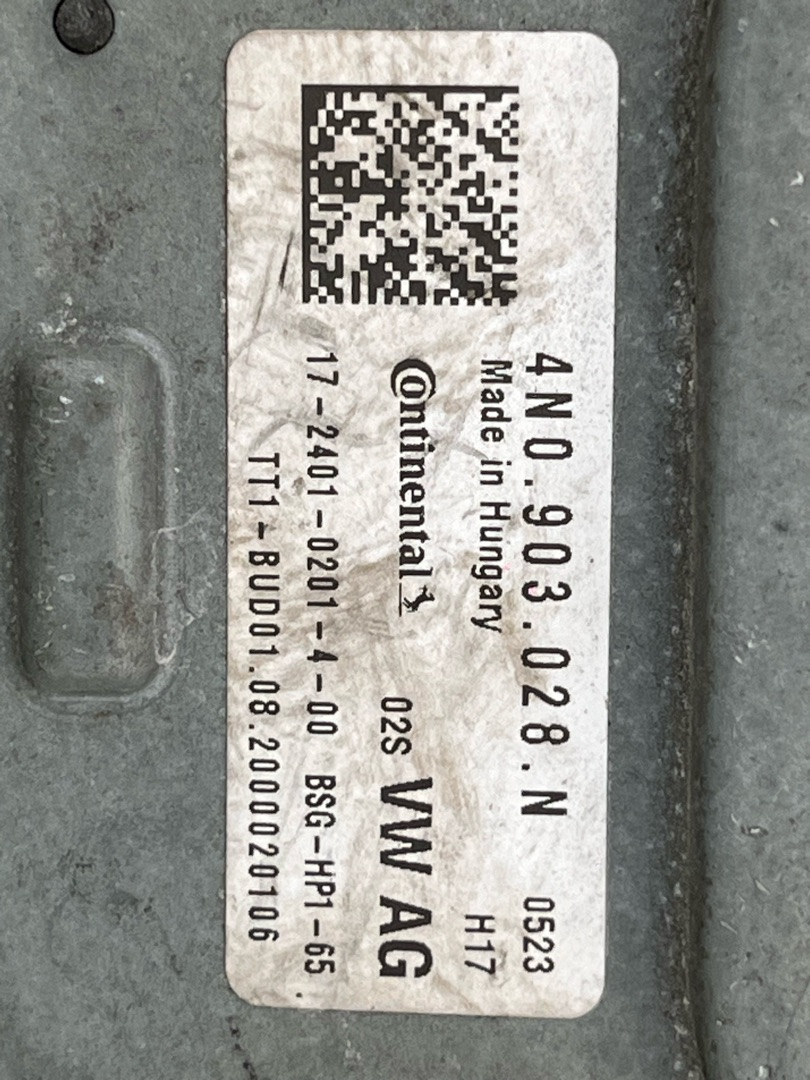 4N0.903.028.N 0523
Made in Hungary H17
Continental 02S VW AG
17-2401-0201-4-00 BSG-HP1-65
TT1-BUD01.08.2000020106